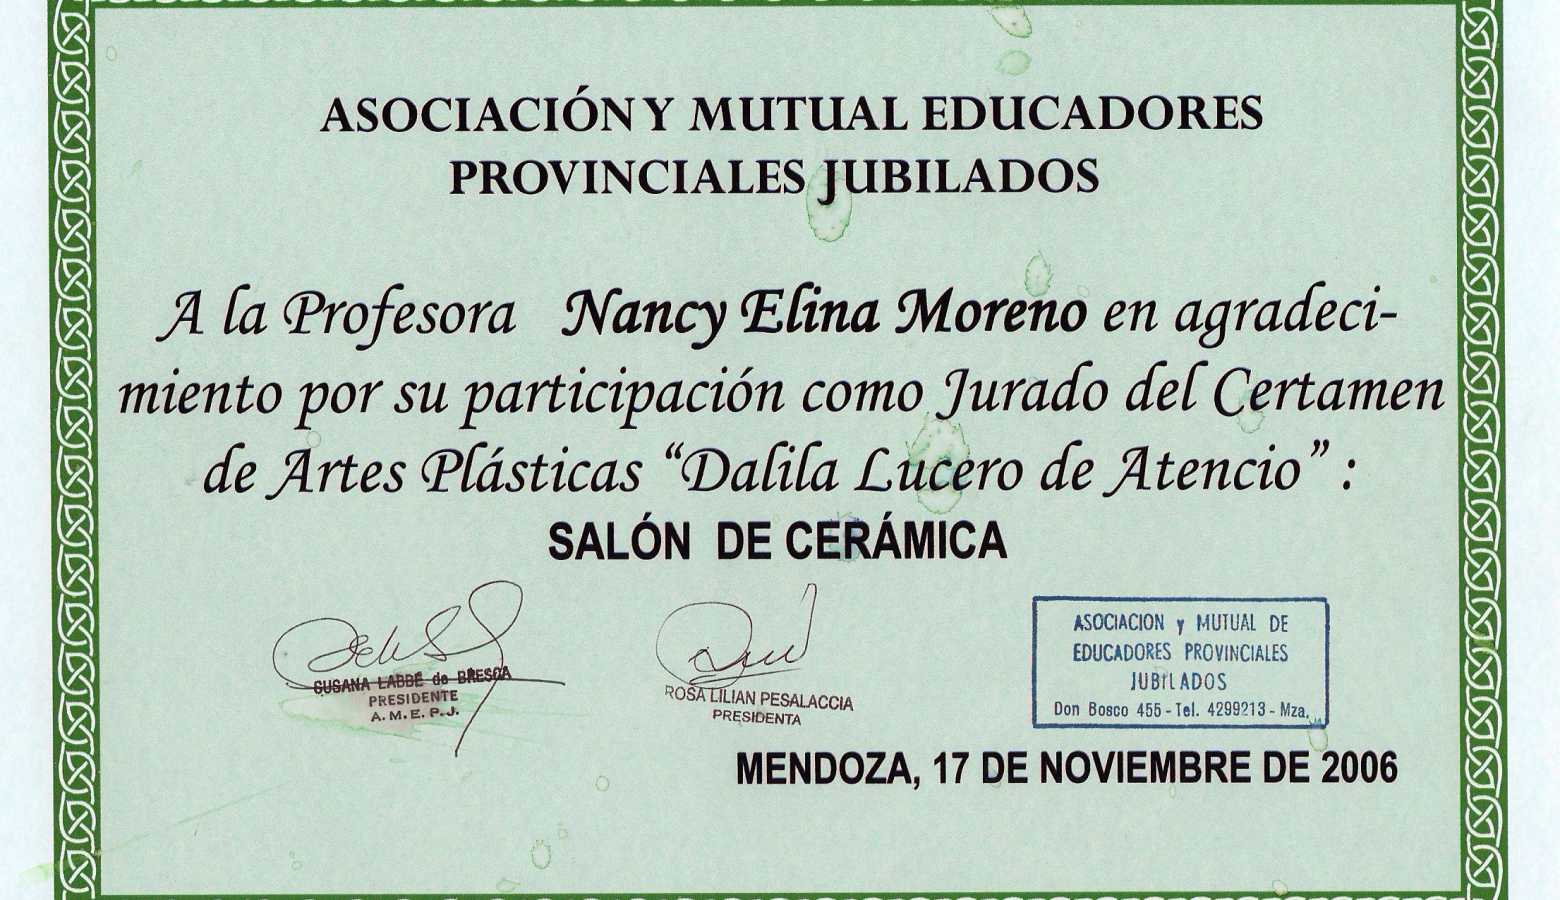 ASOCIACIÓN Y MUTUAL EDUCADORES
PROVINCIALES JUBILADOS
A la Profesora Nancy Elina Moreno en agradeci-
miento por su participación como Jurado del Certamen
de Artes Plásticas “Dalila Lucero de Atencio” :
SALÓN DE CERÁMICA
SUSANA LABBÉ de BRESCA
PRESIDENTE
A. M. E. P. J.
ROSA LILIAN PESALACCIA
PRESIDENTA
ASOCIACION y MUTUAL DE
EDUCADORES PROVINCIALES
JUBILADOS
Don Bosco 455 - Tel. 4299213 - Mza.
MENDOZA, 17 DE NOVIEMBRE DE 2006